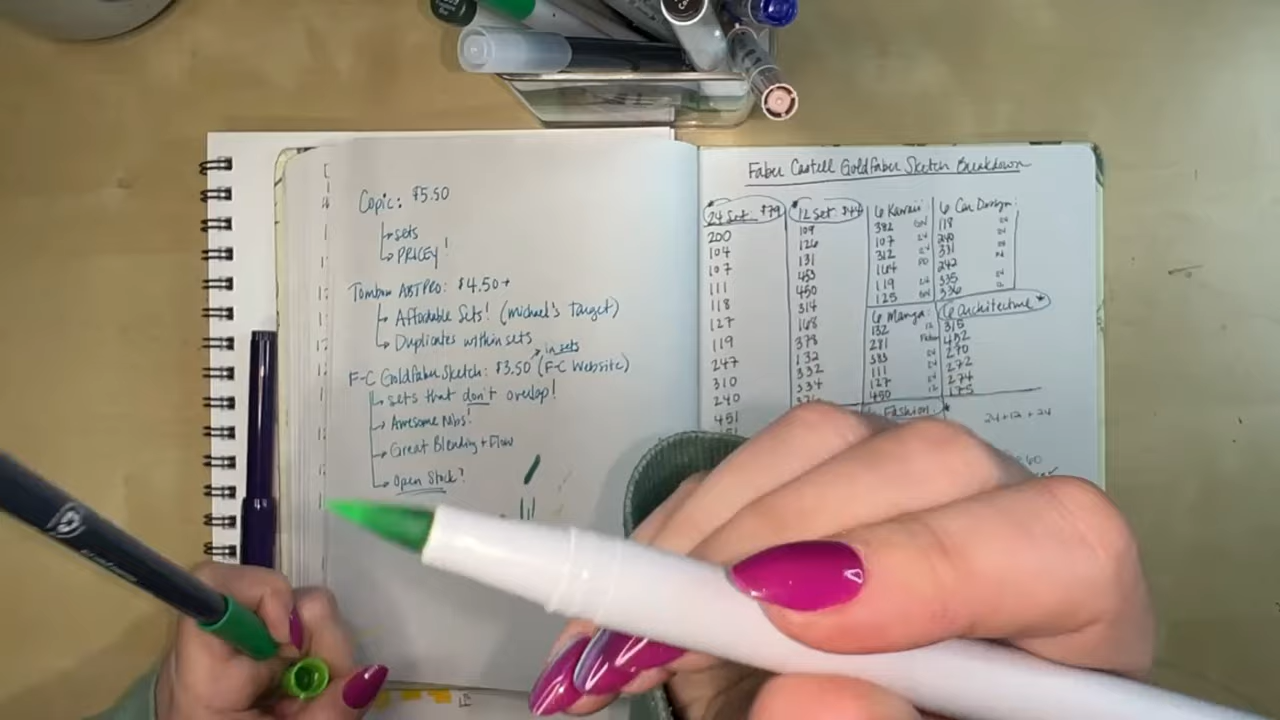 Copic: $5.50
sets
PRICEY!
Tombow ABTPRO: $4.50+
Affordable Sets! (Michael's Target)
Duplicates within sets
in sets
F-C Goldfaber Sketch: $3.50 (F-C Website)
sets that don't overlap!
Awesome Nibs!
Great Blending + Flow
Open Stock?
Faber Castell Goldfaber Sketch Breakdown
24 Set $79
200
104
107
111
118
127
119
247
310
240
451
12 Set $44
109
126
131
453
450
314
168
378
132
332
334
6 Kawaii:
382
107
312
164
119
125
6 Car Design:
118
240
331
242
335
336
6 Manga:
132
281
383
111
127
450
6 Architecture *
315
452
270
272
274
175
Fashion: *
24+12+24